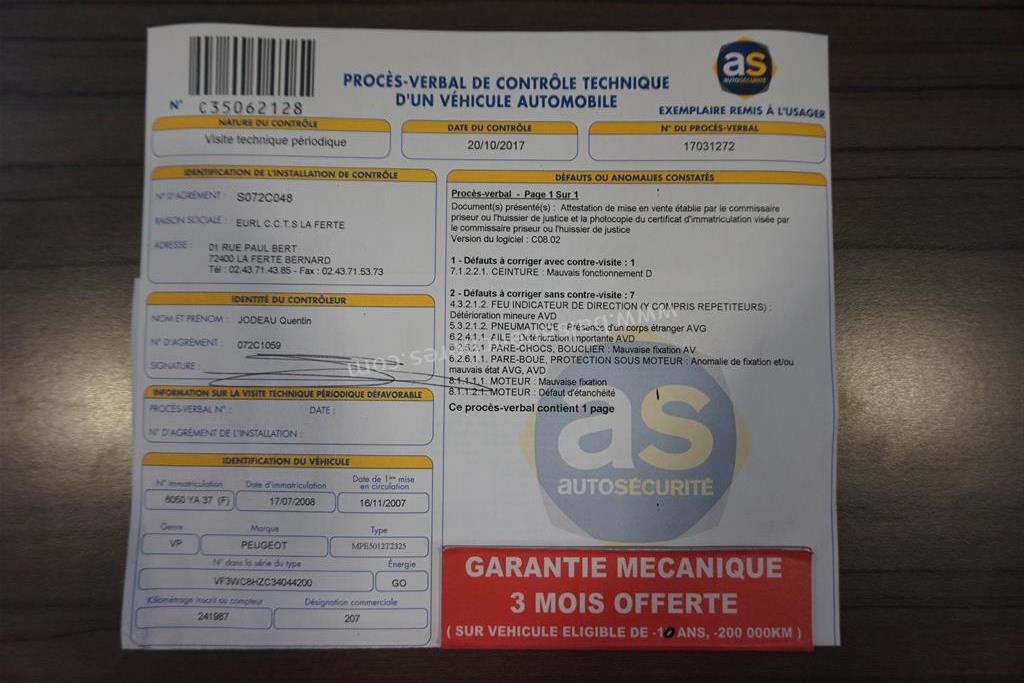 PROCÈS-VERBAL DE CONTRÔLE TECHNIQUE
D'UN VÉHICULE AUTOMOBILE
as
AUTOSÉCURITÉ
N° C35062128
EXEMPLAIRE REMIS À L'USAGER
NATURE DU CONTRÔLE
Visite technique périodique
DATE DU CONTRÔLE
20/10/2017
N° DU PROCÈS-VERBAL
17031272
IDENTIFICATION DE L'INSTALLATION DE CONTRÔLE
N° D'AGRÉMENT : S072C048
RAISON SOCIALE : EURL C.C.T.S LA FERTE
ADRESSE : 01 RUE PAUL BERT
72400 LA FERTE BERNARD
Tél : 02.43.71.43.85 - Fax : 02.43.71.53.73
IDENTITÉ DU CONTRÔLEUR
NOM ET PRÉNOM : JODEAU Quentin
N° D'AGRÉMENT : 072C1059
SIGNATURE :
INFORMATION SUR LA VISITE TECHNIQUE PÉRIODIQUE DÉFAVORABLE
PROCÈS-VERBAL N° : DATE :
N° D'AGRÉMENT DE L'INSTALLATION :
IDENTIFICATION DU VÉHICULE
N° Immatriculation
6050 YA 37 (F)
Date d'immatriculation
17/07/2008
Date de 1ère mise
en circulation
16/11/2007
Genre
VP
Marque
PEUGEOT
Type
MPE501272325
N° dans la série du type
VF3WC8HZC34044200
Énergie
GO
Kilométrage inscrit au compteur
241987
Désignation commerciale
207
DÉFAUTS OU ANOMALIES CONSTATÉS
Procès-verbal - Page 1 Sur 1
Document(s) présenté(s) : Attestation de mise en vente établie par le commissaire
priseur ou l'huissier de justice et la photocopie du certificat d'immatriculation visée par
le commissaire priseur ou l'huissier de justice
Version du logiciel : C08.02
1 - Défauts à corriger avec contre-visite : 1
7.1.2.2.1. CEINTURE : Mauvais fonctionnement D
2 - Défauts à corriger sans contre-visite : 7
4.3.2.1.2. FEU INDICATEUR DE DIRECTION (Y COMPRIS REPETITEURS) :
Détérioration mineure AVD
5.3.2.1.2. PNEUMATIQUE : Présence d'un corps étranger AVG
6.2.4.1.1. AILE : Détérioration importante AVD
6.2.5.2.1. PARE-CHOCS, BOUCLIER : Mauvaise fixation AV
6.2.6.1.1. PARE-BOUE, PROTECTION SOUS MOTEUR : Anomalie de fixation et/ou
mauvais état AVG, AVD
8.1.1.1.1. MOTEUR : Mauvaise fixation
8.1.1.2.1. MOTEUR : Défaut d'étanchéité
Ce procès-verbal contient 1 page
as
AUTOSÉCURITÉ
GARANTIE MECANIQUE
3 MOIS OFFERTE
( SUR VEHICULE ELIGIBLE DE -10 ANS, -200 000KM )